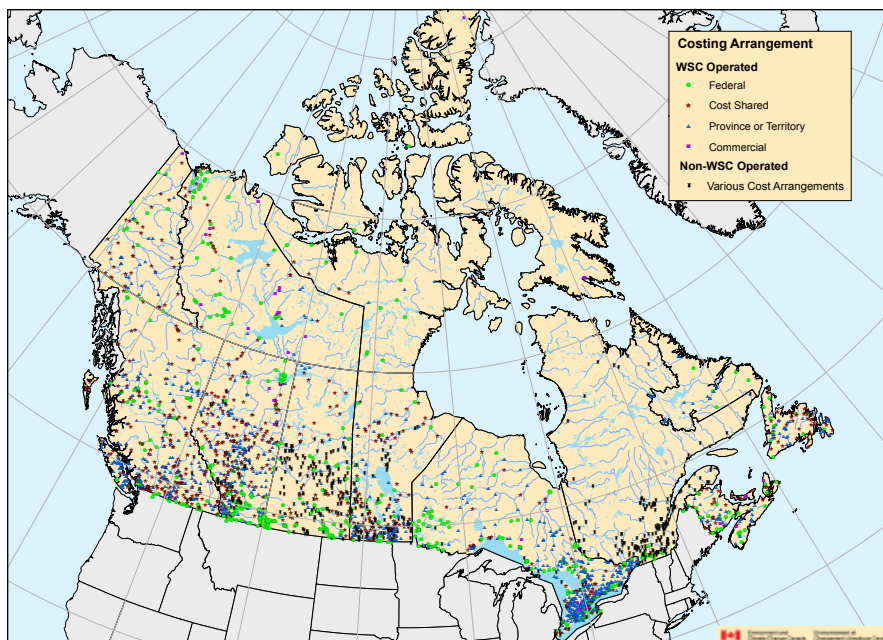 Costing Arrangement
WSC Operated
Federal
Cost Shared
Province or Territory
Commercial
Non-WSC Operated
Various Cost Arrangements